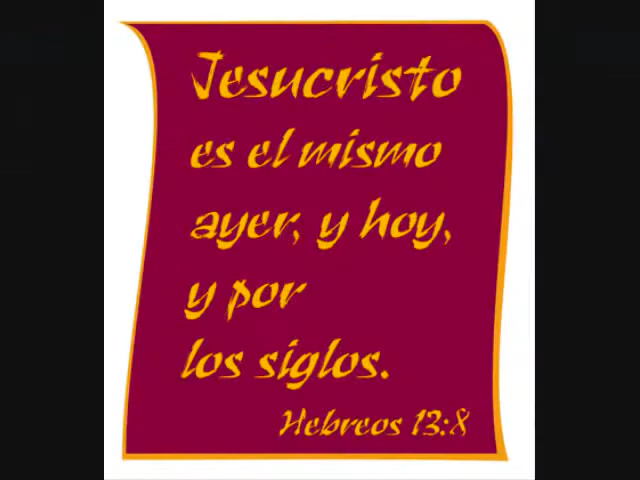 Jesucristo
es el mismo
ayer, y hoy,
y por
los siglos.
Hebreos 13:8